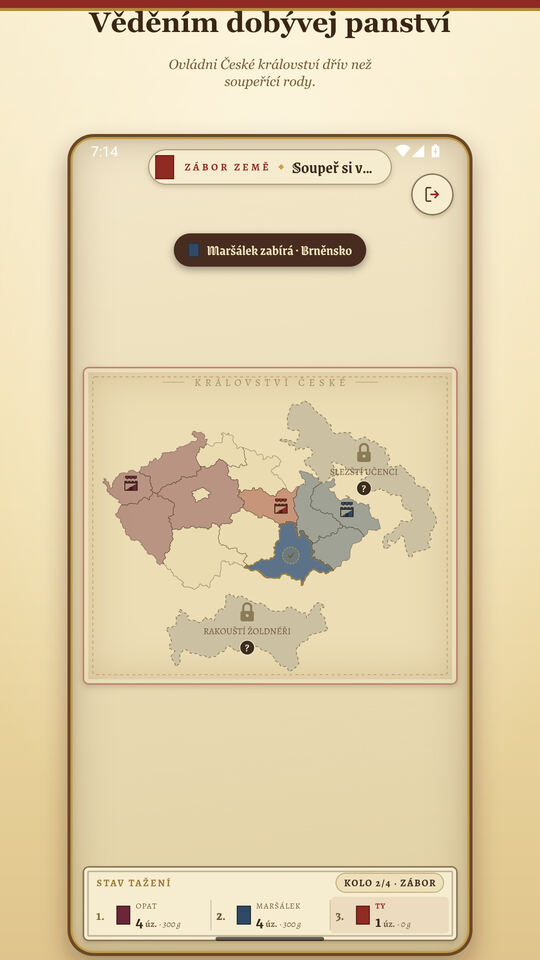 Věděním dobývej panství
Ovládni České království dřív než
soupeřící rody.
7:14
ZÁBOR ZEMĚ ◆ Soupeř si v...
Maršálek zabírá · Brněnsko
KRÁLOVSTVÍ ČESKÉ
SLEZŠTÍ UČENCI
?
RAKOUŠTÍ ŽOLDNÉŘI
?
STAV TAŽENÍ
KOLO 2/4 · ZÁBOR
1. OPAT
4 úz. · 300 g
2. MARŠÁLEK
4 úz. · 300 g
3. TY
1 úz. · 0 g